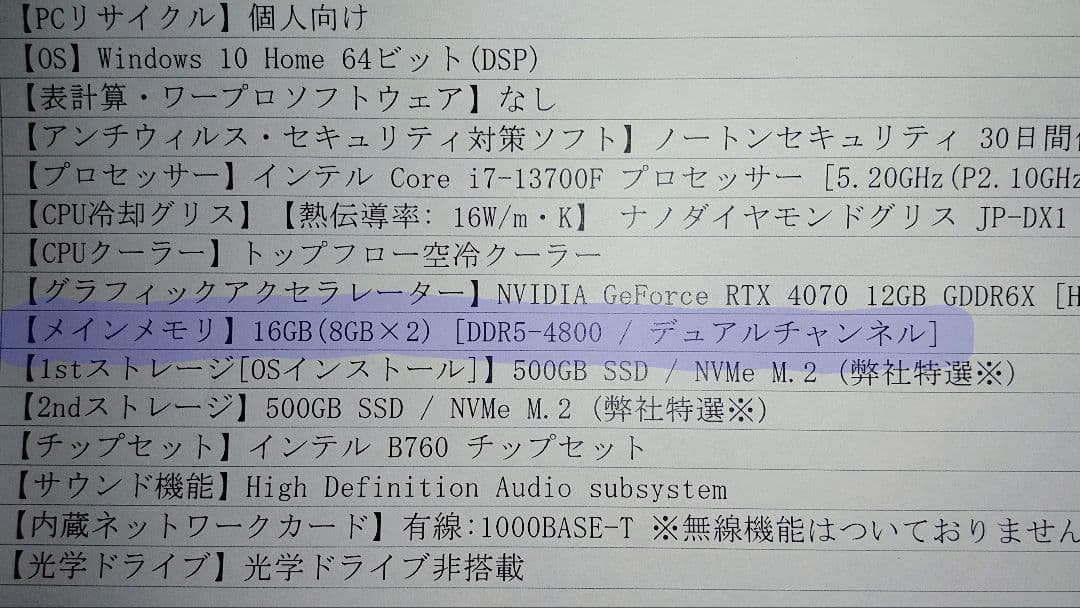 【PCリサイクル】個人向け
【OS】Windows 10 Home 64ビット(DSP)
【表計算・ワープロソフトウェア】なし
【アンチウィルス・セキュリティ対策ソフト】ノートンセキュリティ 30日間
【プロセッサー】インテル Core i7-13700F プロセッサー [5.20GHz(P2.10GHz
【CPU冷却グリス】【熱伝導率: 16W/m・K】 ナノダイヤモンドグリス JP-DX1
【CPUクーラー】トップフロー空冷クーラー
【グラフィックアクセラレーター】NVIDIA GeForce RTX 4070 12GB GDDR6X [H
【メインメモリ】16GB(8GB×2) [DDR5-4800 / デュアルチャンネル]
【1stストレージ[OSインストール]】500GB SSD / NVMe M.2 (弊社特選※)
【2ndストレージ】500GB SSD / NVMe M.2 (弊社特選※)
【チップセット】インテル B760 チップセット
【サウンド機能】High Definition Audio subsystem
【内蔵ネットワークカード】有線:1000BASE-T ※無線機能はついておりません
【光学ドライブ】光学ドライブ非搭載